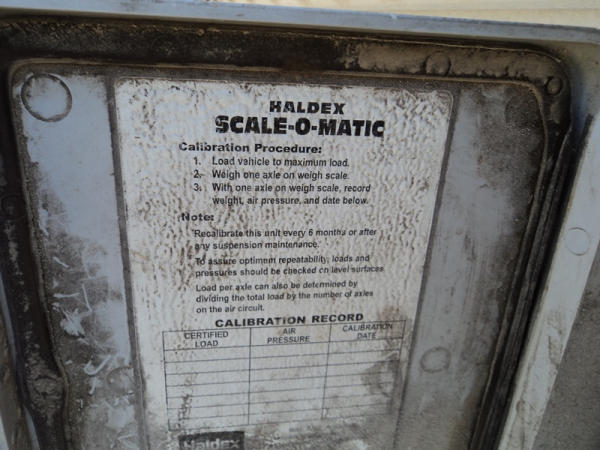 HALDEX
SCALE-O-MATIC
Calibration Procedure:
1. Load vehicle to maximum load.
2. Weigh one axle on weigh scale.
3. With one axle on weigh scale, record
weight, air pressure, and date below.
Note:
Recalibrate this unit every 6 months or after
any suspension maintenance.
To assure optimum repeatability, loads and
pressures should be checked on level surfaces
Load per axle can also be determined by
dividing the total load by the number of axles
on the air circuit.
CALIBRATION RECORD
CERTIFIED LOAD AIR PRESSURE CALIBRATION DATE
Haldex